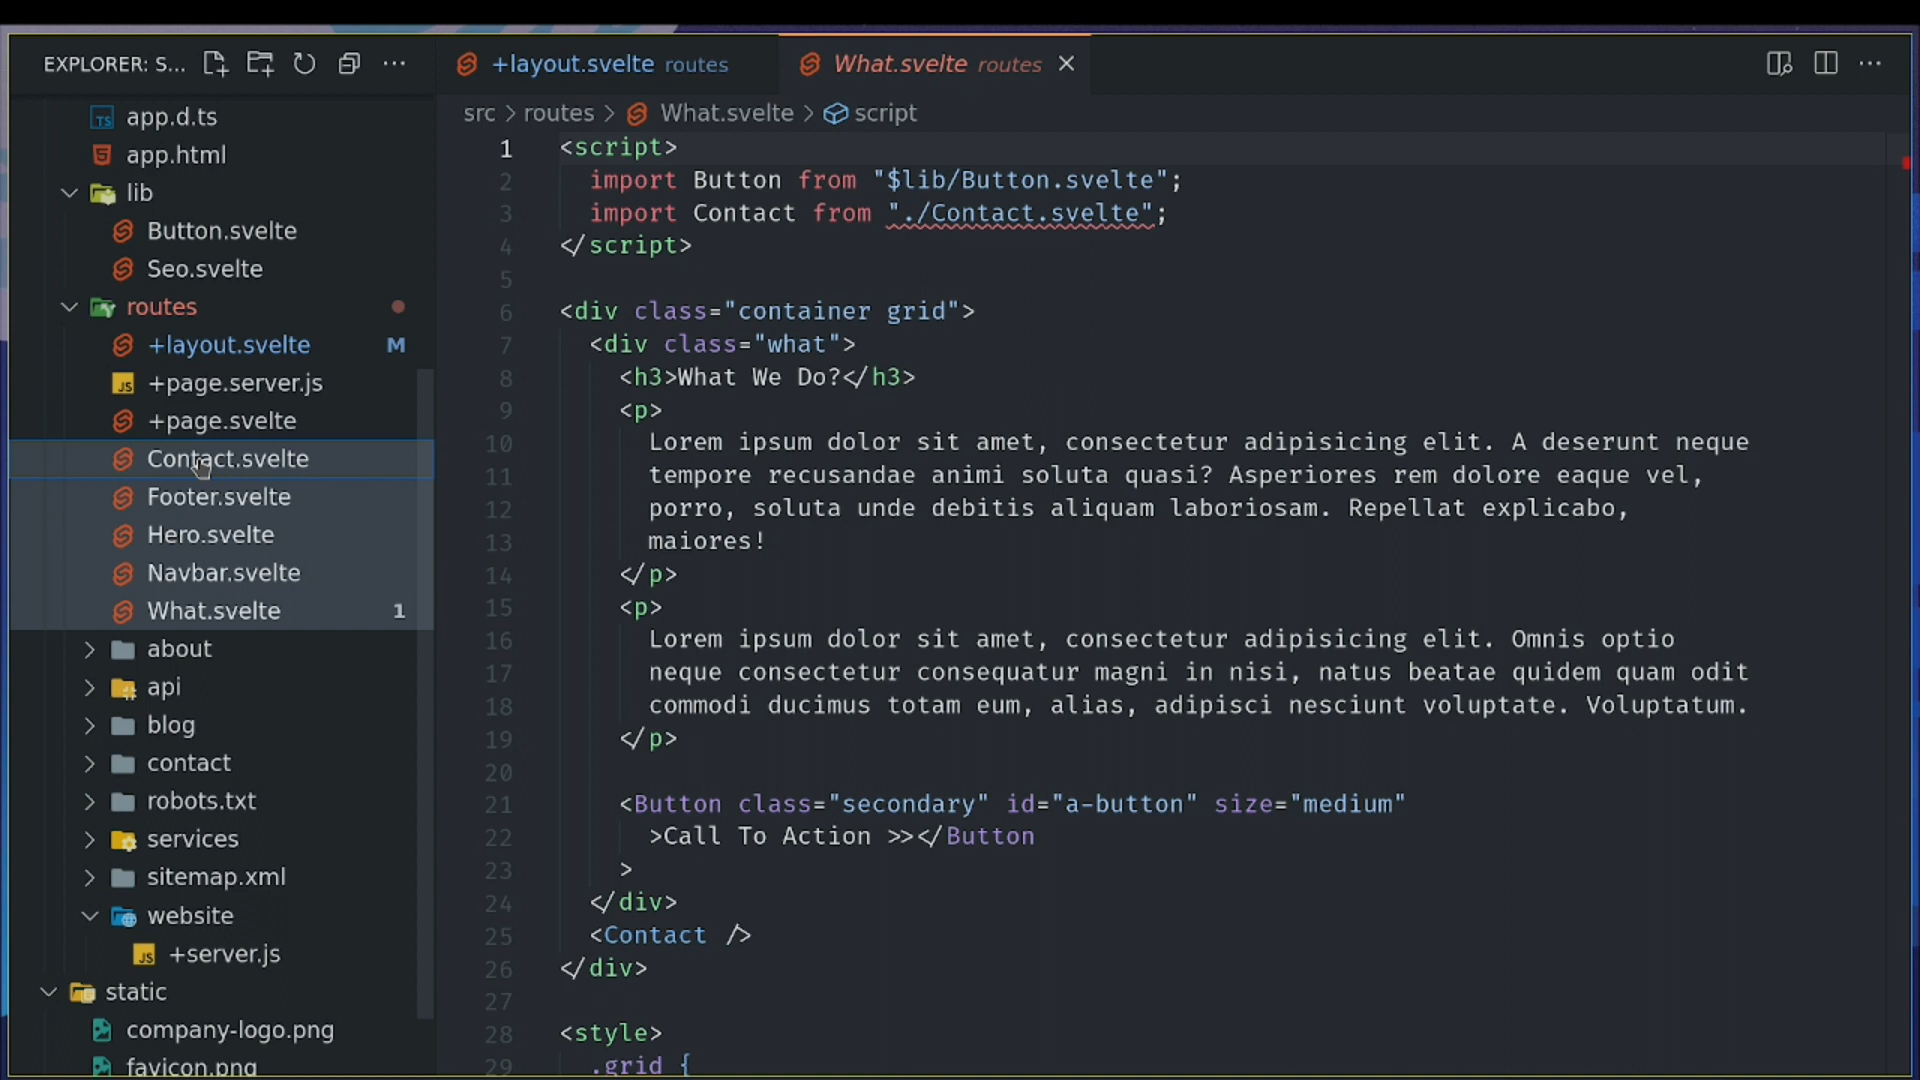 EXPLORER: S...
app.d.ts
app.html
lib
Button.svelte
Seo.svelte
routes
+layout.svelte M
+page.server.js
+page.svelte
Contact.svelte
Footer.svelte
Hero.svelte
Navbar.svelte
What.svelte 1
about
api
blog
contact
robots.txt
services
sitemap.xml
website
+server.js
static
company-logo.png
favicon.png
+layout.svelte routes
What.svelte routes
src > routes > What.svelte > script
1 <script>
2 import Button from "$lib/Button.svelte";
3 import Contact from "./Contact.svelte";
4 </script>
5
6 <div class="container grid">
7 <div class="what">
8 <h3>What We Do?</h3>
9 <p>
10 Lorem ipsum dolor sit amet, consectetur adipisicing elit. A deserunt neque
11 tempore recusandae animi soluta quasi? Asperiores rem dolore eaque vel,
12 porro, soluta unde debitis aliquam laboriosam. Repellat explicabo,
13 maiores!
14 </p>
15 <p>
16 Lorem ipsum dolor sit amet, consectetur adipisicing elit. Omnis optio
17 neque consectetur consequatur magni in nisi, natus beatae quidem quam odit
18 commodi ducimus totam eum, alias, adipisci nesciunt voluptate. Voluptatum.
19 </p>
20
21 <Button class="secondary" id="a-button" size="medium"
22 >Call To Action >></Button
23 >
24 </div>
25 <Contact />
26 </div>
27
28 <style>
29 .grid {